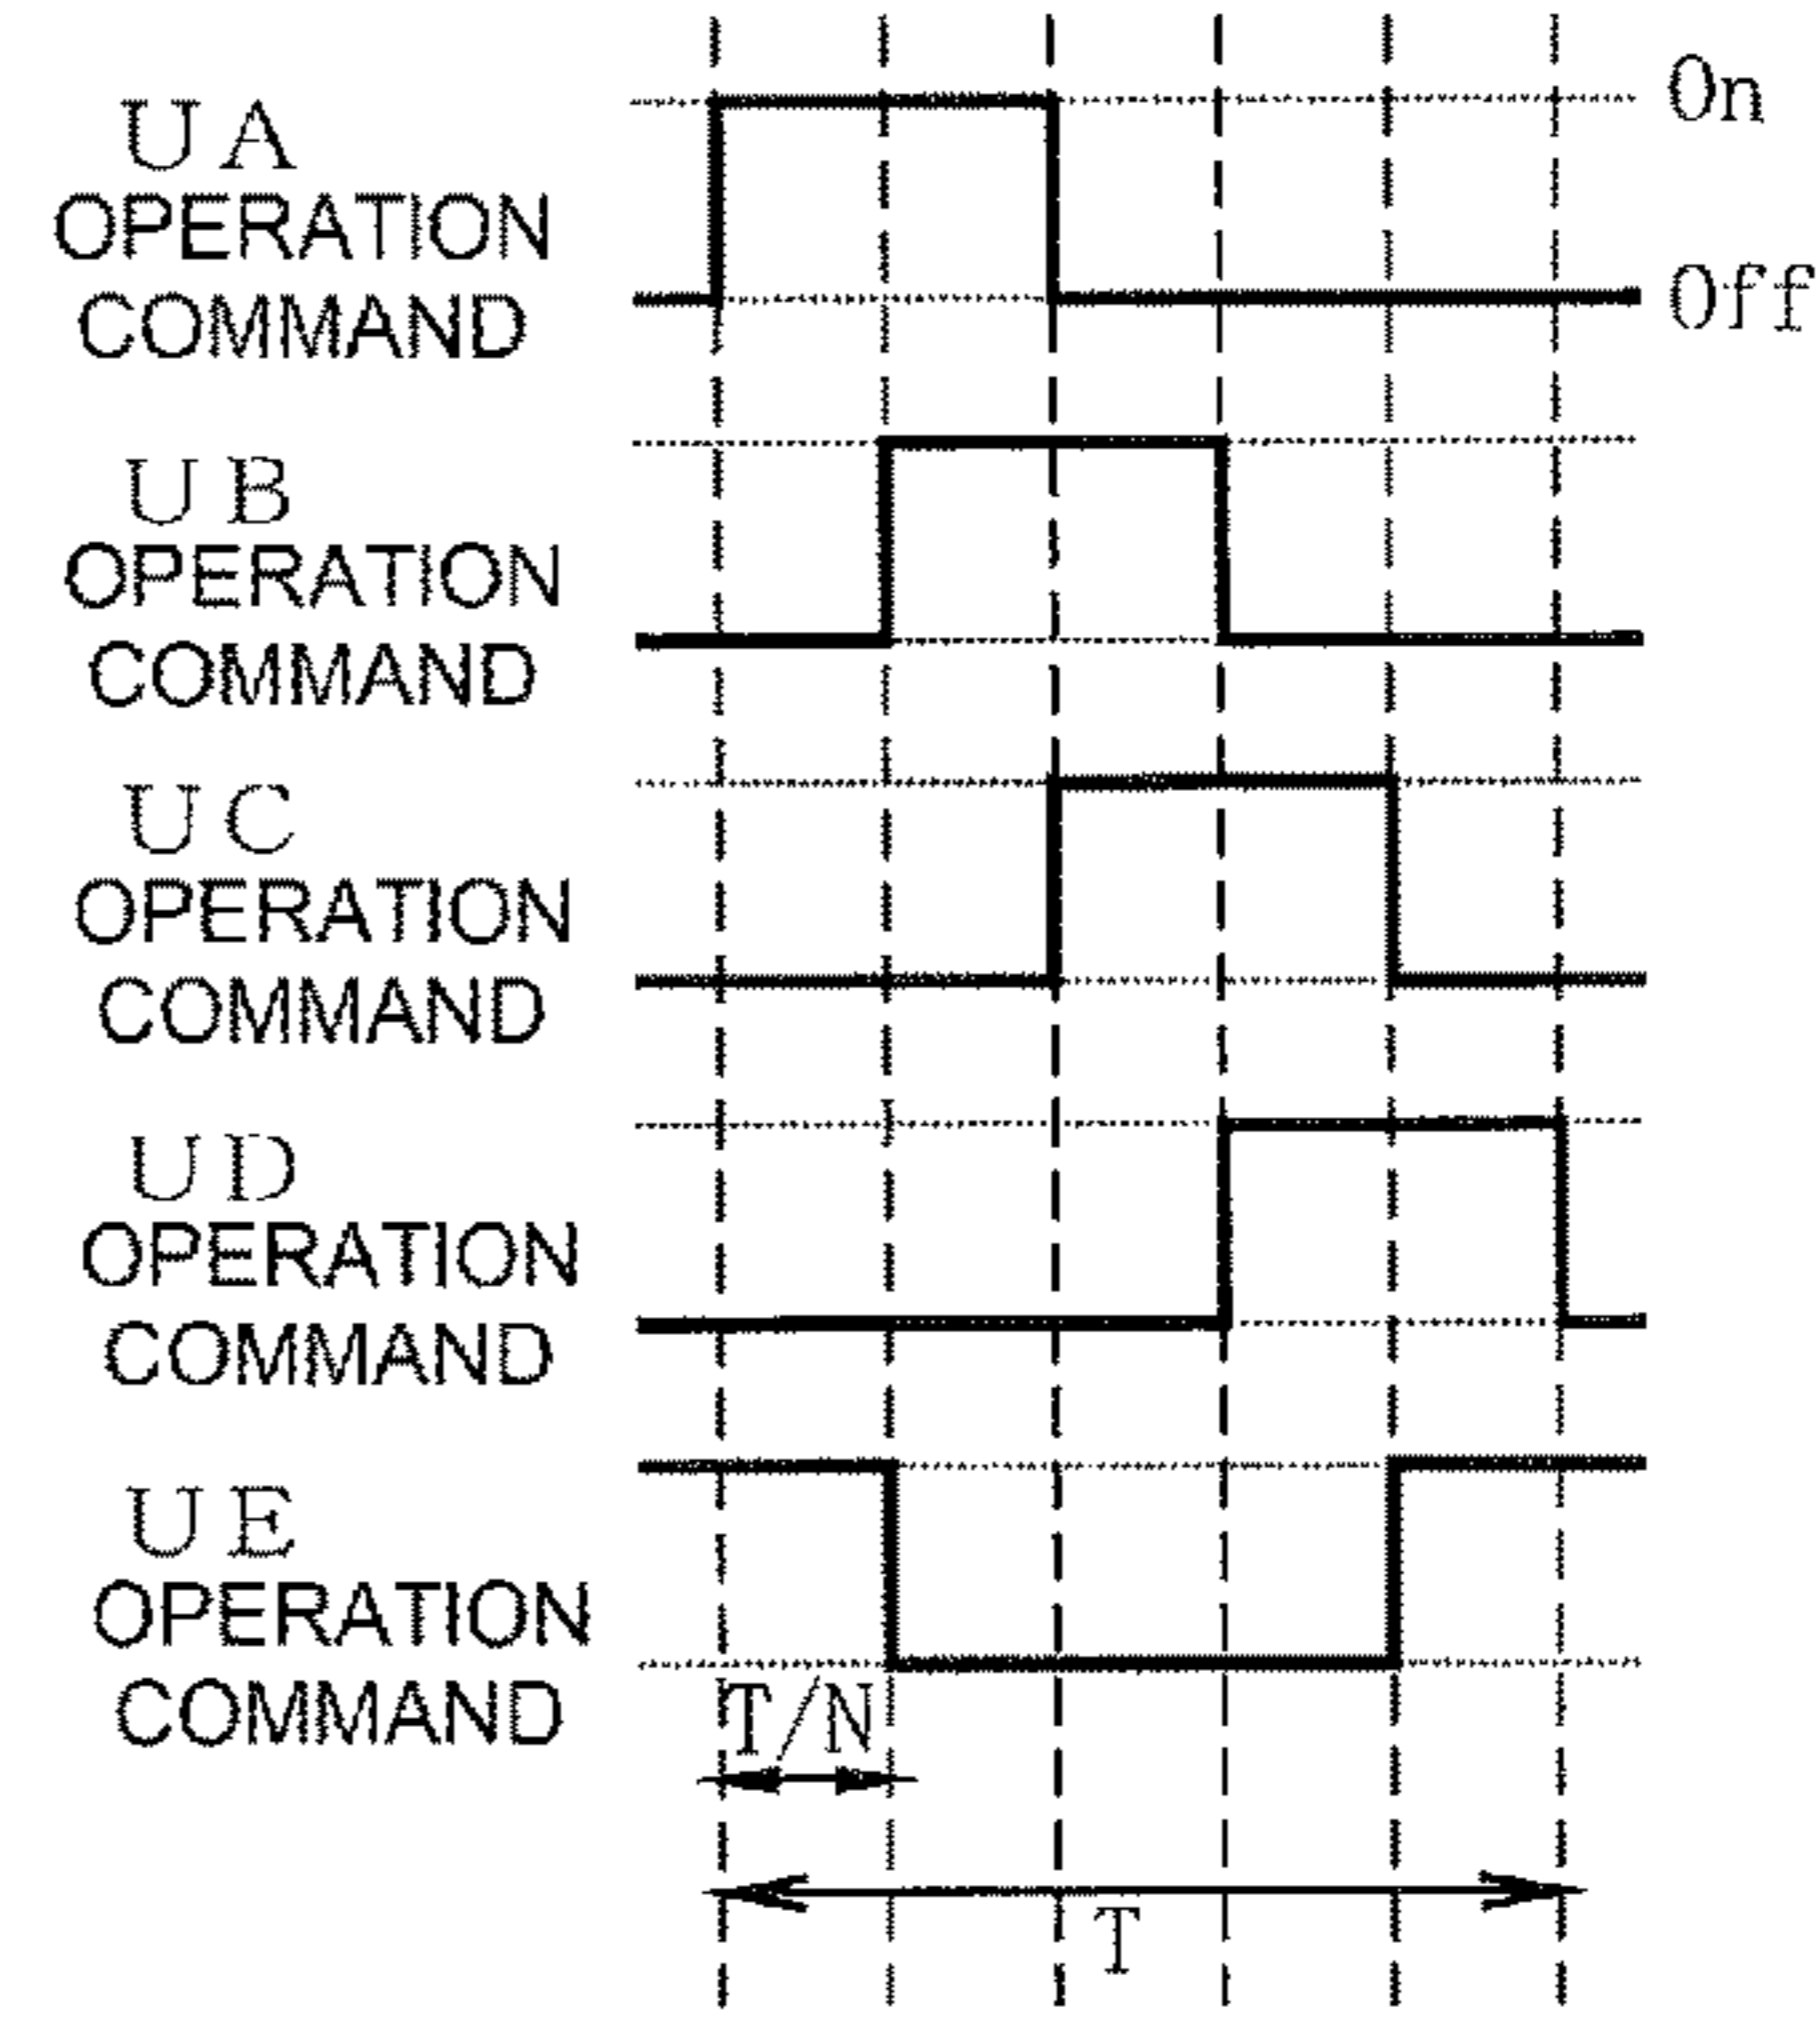 On
UA
OPERATION
COMMAND
Off
UB
OPERATION
COMMAND
UC
OPERATION
COMMAND
UD
OPERATION
COMMAND
UE
OPERATION
COMMAND
T/N
T